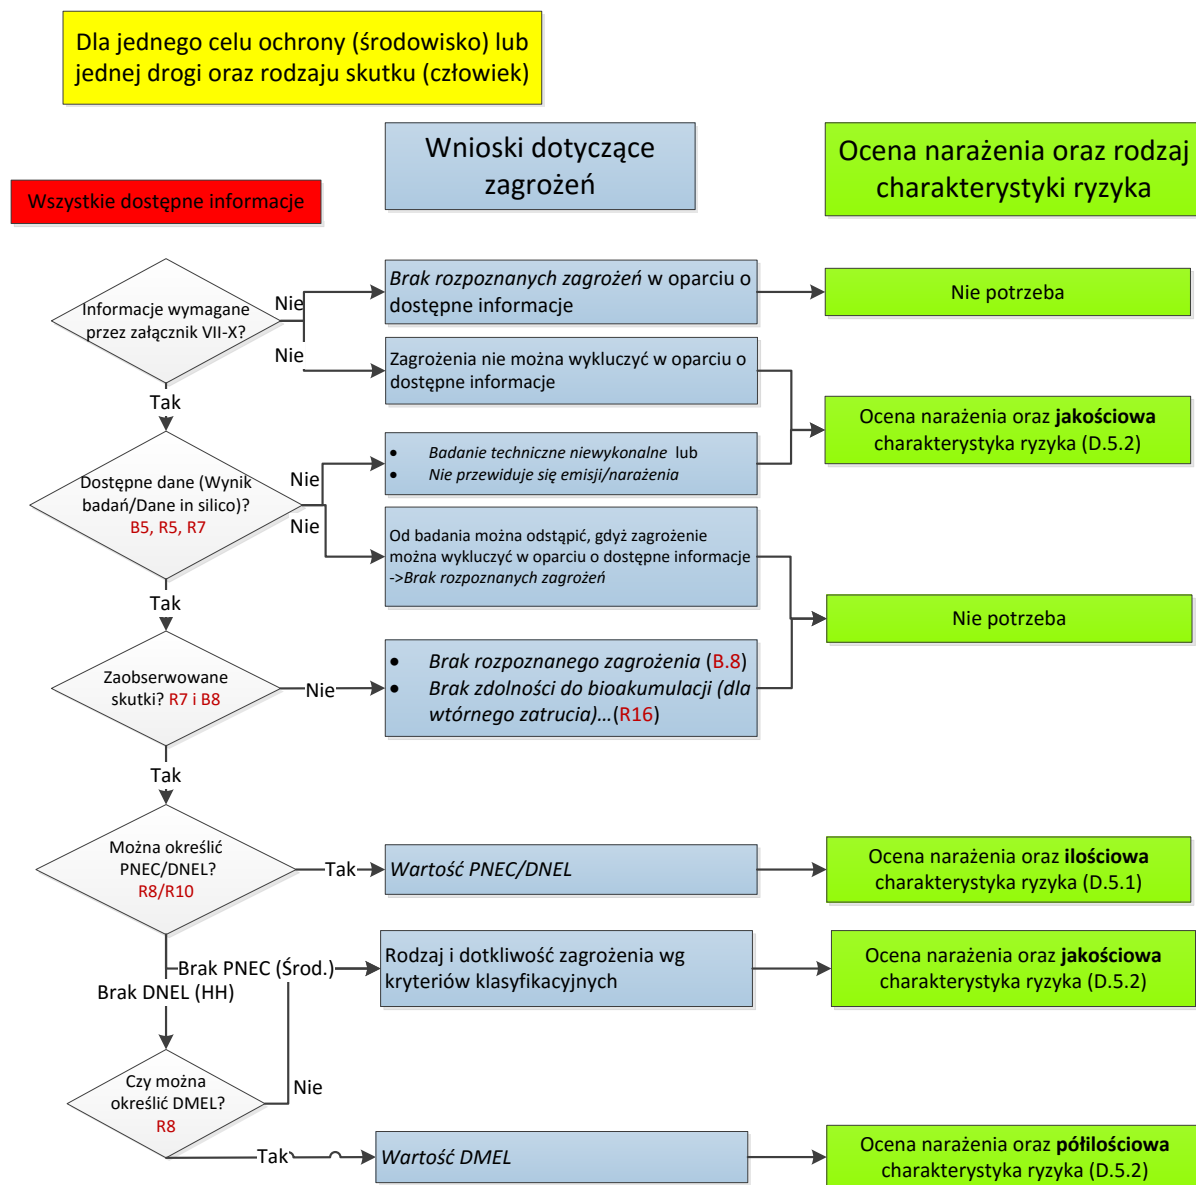 Dla jednego celu ochrony (środowisko) lub
jednej drogi oraz rodzaju skutku (człowiek)
Wnioski dotyczące
zagrożeń
Ocena narażenia oraz rodzaj
charakterystyki ryzyka
Wszystkie dostępne informacje
Informacje wymagane
przez załącznik VII-X?
Nie
Brak rozpoznanych zagrożeń w oparciu o
dostępne informacje
Nie potrzeba
Nie
Zagrożenia nie można wykluczyć w oparciu o
dostępne informacje
Tak
Ocena narażenia oraz jakościowa
charakterystyka ryzyka (D.5.2)
Dostępne dane (Wynik
badań/Dane in silico)?
B5, R5, R7
Nie
• Badanie techniczne niewykonalne lub
• Nie przewiduje się emisji/narażenia
Nie
Od badania można odstąpić, gdyż zagrożenie
można wykluczyć w oparciu o dostępne informacje
->Brak rozpoznanych zagrożeń
Tak
Nie potrzeba
Zaobserwowane
skutki? R7 i B8
Nie
• Brak rozpoznanego zagrożenia (B.8)
• Brak zdolności do bioakumulacji (dla
wtórnego zatrucia)…(R16)
Tak
Można określić
PNEC/DNEL?
R8/R10
Tak
Wartość PNEC/DNEL
Ocena narażenia oraz ilościowa
charakterystyka ryzyka (D.5.1)
Brak PNEC (Środ.)
Brak DNEL (HH)
Rodzaj i dotkliwość zagrożenia wg
kryteriów klasyfikacyjnych
Ocena narażenia oraz jakościowa
charakterystyka ryzyka (D.5.2)
Czy można
określić DMEL?
R8
Nie
Tak
Wartość DMEL
Ocena narażenia oraz półilościowa
charakterystyka ryzyka (D.5.2)